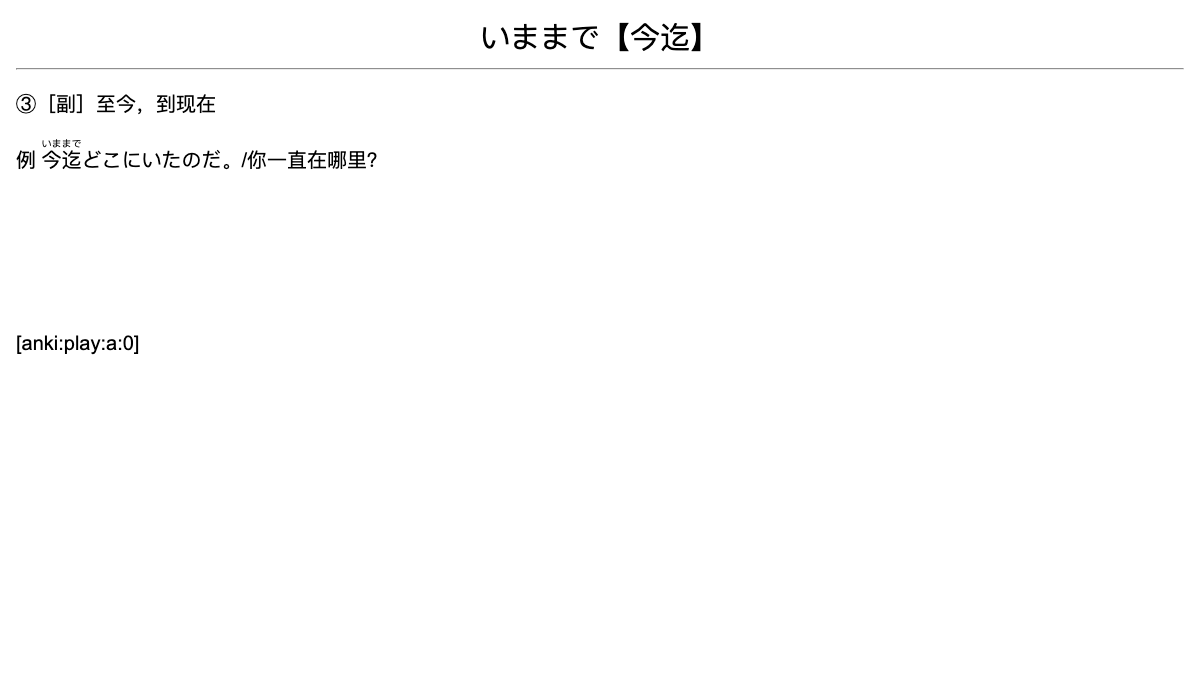 いままで【今迄】
③［副］至今，到现在
いままで
例 今迄どこにいたのだ。/你一直在哪里?
[anki:play:a:0]